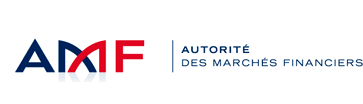 AMF
AUTORITÉ
DES MARCHÉS FINANCIERS